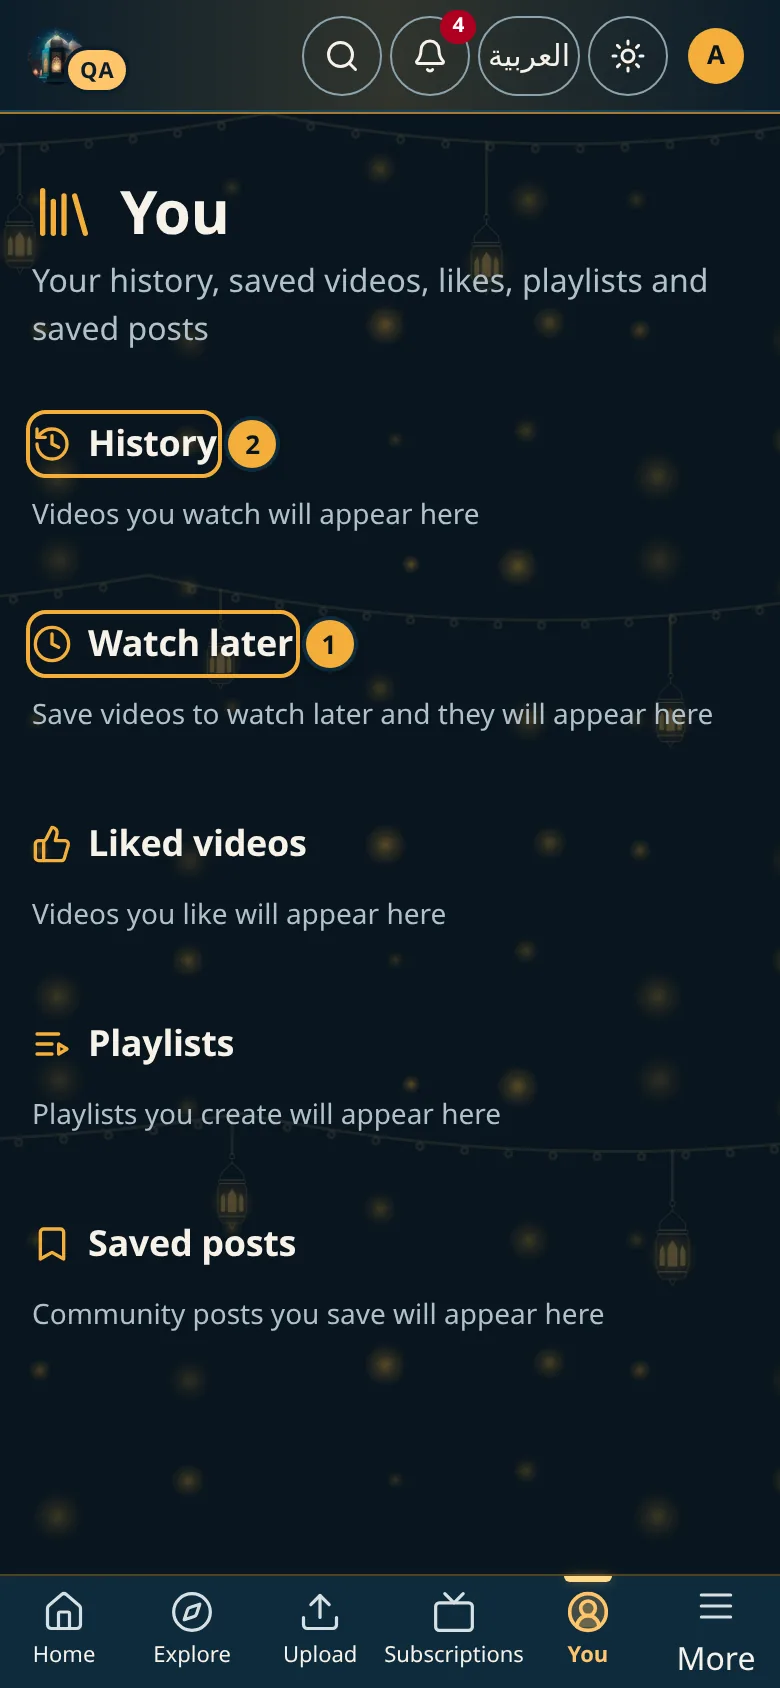 QA
4
العربية
A
You
Your history, saved videos, likes, playlists and
saved posts
History 2
Videos you watch will appear here
Watch later 1
Save videos to watch later and they will appear here
Liked videos
Videos you like will appear here
Playlists
Playlists you create will appear here
Saved posts
Community posts you save will appear here
Home Explore Upload Subscriptions You More